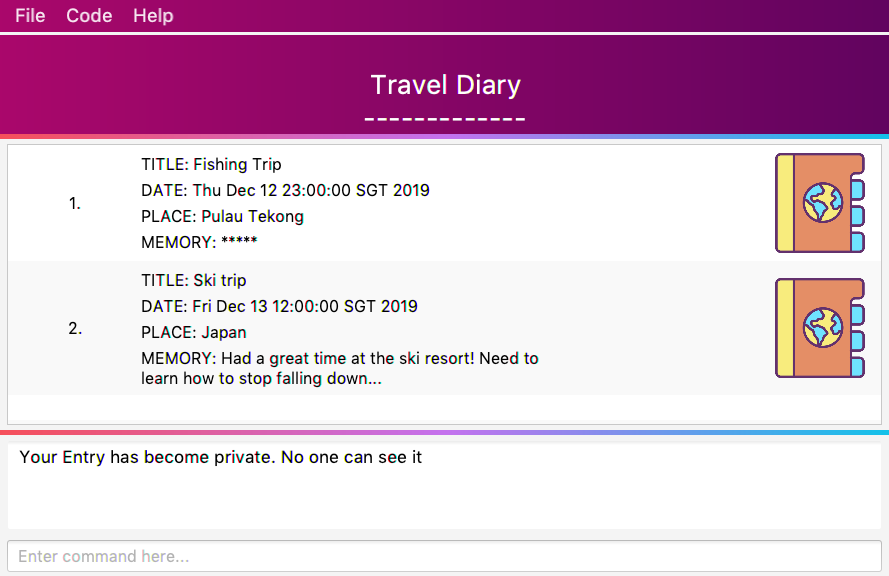 File Code Help
Travel Diary
-------------
1.
TITLE: Fishing Trip
DATE: Thu Dec 12 23:00:00 SGT 2019
PLACE: Pulau Tekong
MEMORY: *****
2.
TITLE: Ski trip
DATE: Fri Dec 13 12:00:00 SGT 2019
PLACE: Japan
MEMORY: Had a great time at the ski resort! Need to
learn how to stop falling down...
Your Entry has become private. No one can see it
Enter command here...